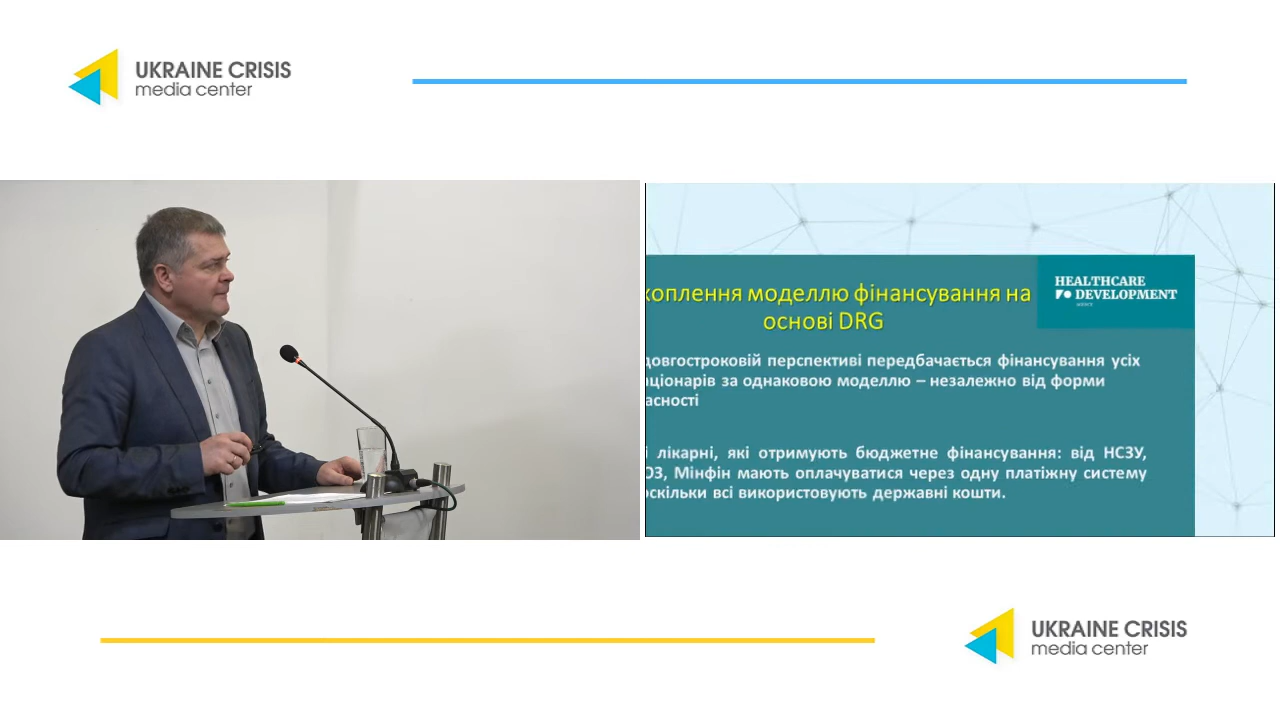 UKRAINE CRISIS
media center
HEALTHCARE
DEVELOPMENT
AGENCY
коплення моделлю фінансування на
основі DRG
довгостроковій перспективі передбачається фінансування усіх
ціонарів за однаковою моделлю – незалежно від форми
асності
і лікарні, які отримують бюджетне фінансування: від НСЗУ,
ОЗ, Мінфін мають оплачуватися через одну платіжну систему
оскільки всі використовують державні кошти.
UKRAINE CRISIS
media center